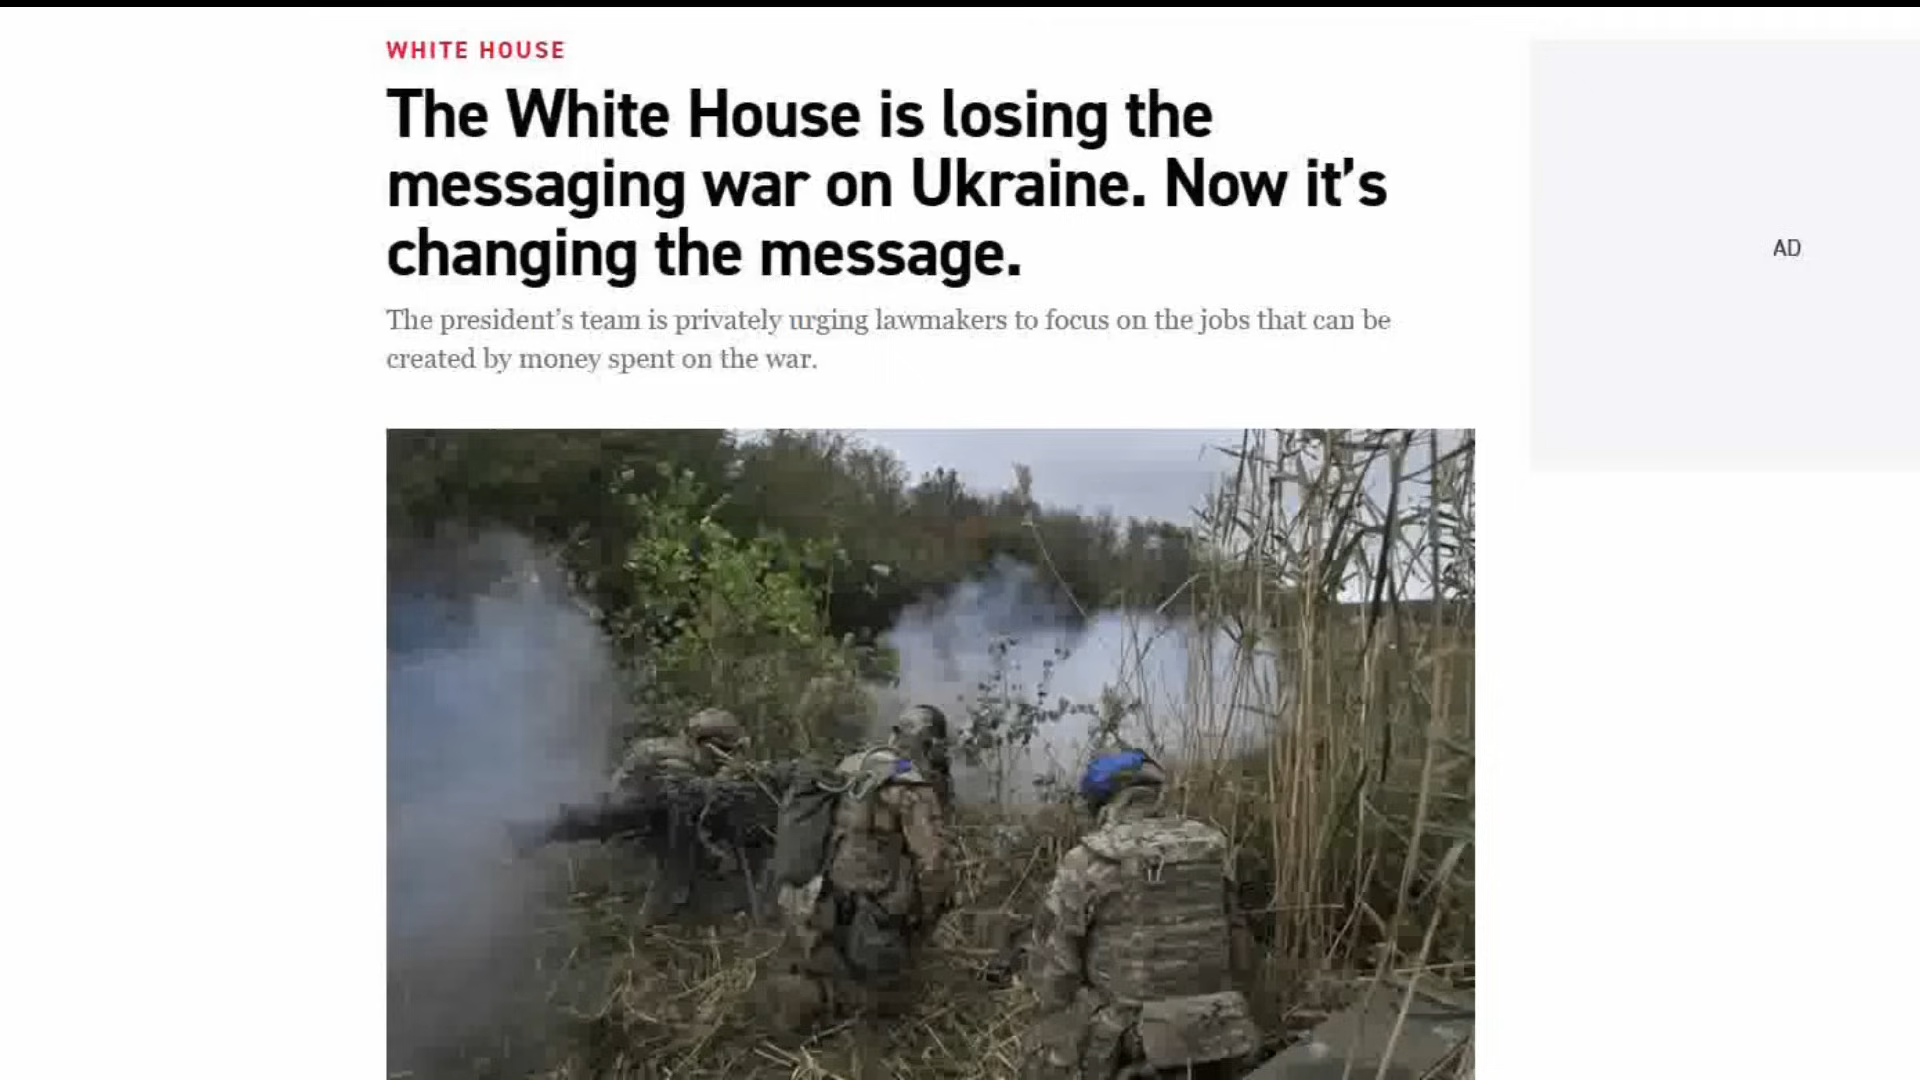 WHITE HOUSE
The White House is losing the
messaging war on Ukraine. Now it’s
changing the message.
The president’s team is privately urging lawmakers to focus on the jobs that can be
created by money spent on the war.
AD